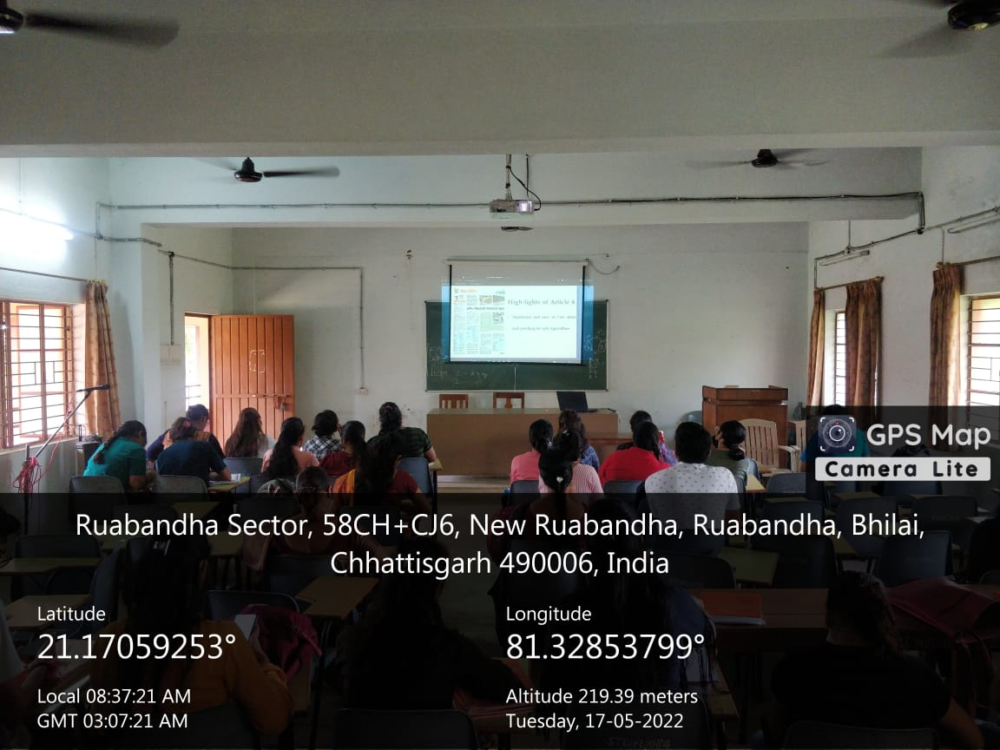 High-lights of Article 6
GPS Map
Camera Lite
Ruabandha Sector, 58CH+CJ6, New Ruabandha, Ruabandha, Bhilai,
Chhattisgarh 490006, India
Latitude
21.17059253°
Longitude
81.32853799°
Local 08:37:21 AM
GMT 03:07:21 AM
Altitude 219.39 meters
Tuesday, 17-05-2022